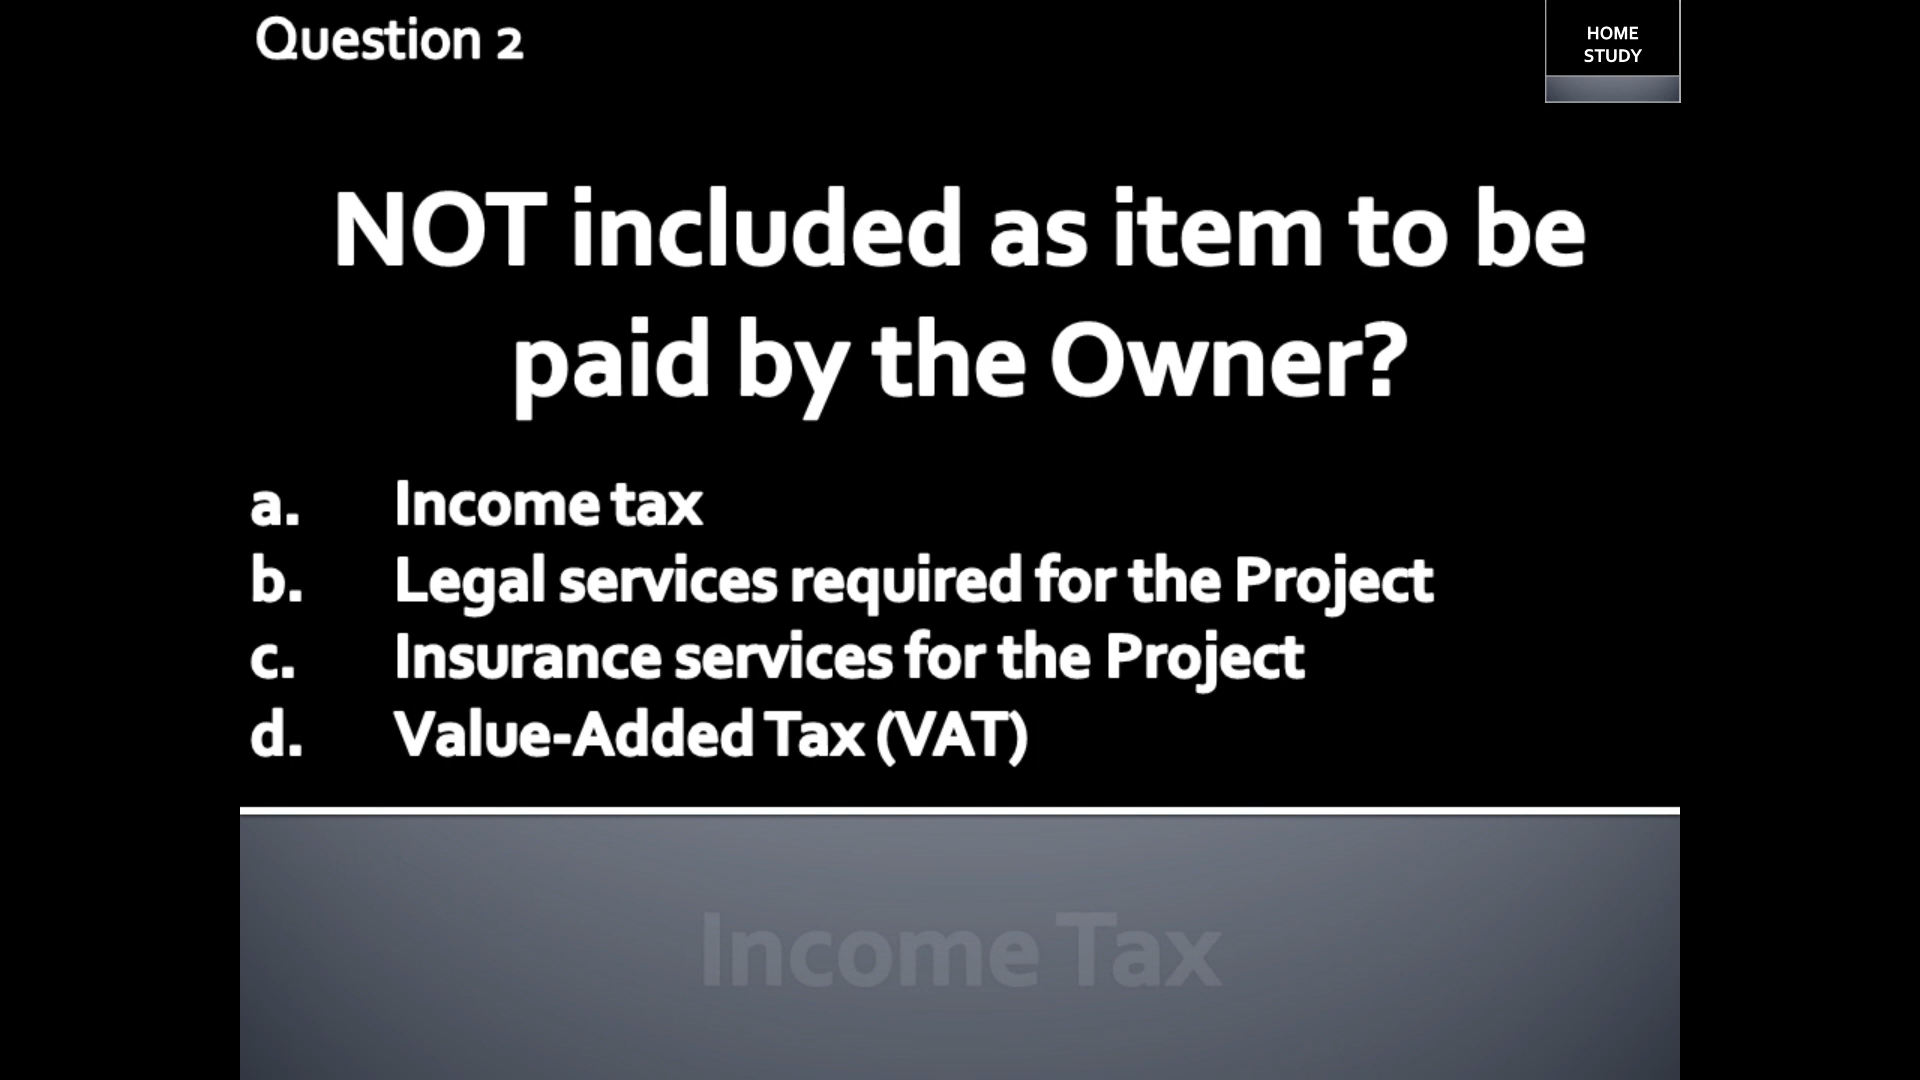 Question 2
HOME
STUDY
NOT included as item to be
paid by the Owner?
a. Income tax
b. Legal services required for the Project
c. Insurance services for the Project
d. Value-Added Tax (VAT)
Income Tax